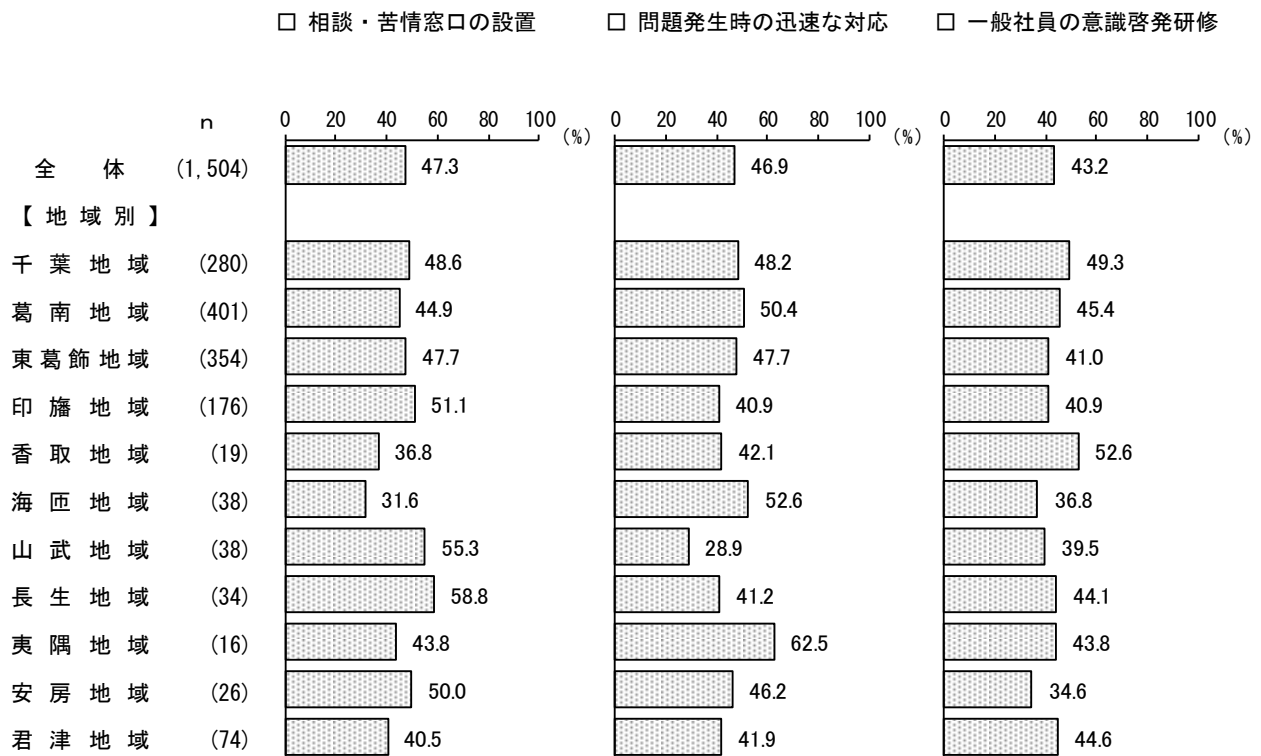 □ 相談・苦情窓口の設置 □ 問題発生時の迅速な対応 □ 一般社員の意識啓発研修
n 0 20 40 60 80 100 (%) 0 20 40 60 80 100 (%) 0 20 40 60 80 100 (%)
全体 (1,504) 47.3 46.9 43.2
【地域別】
千葉地域 (280) 48.6 48.2 49.3
葛南地域 (401) 44.9 50.4 45.4
東葛飾地域 (354) 47.7 47.7 41.0
印旛地域 (176) 51.1 40.9 40.9
香取地域 (19) 36.8 42.1 52.6
海匝地域 (38) 31.6 52.6 36.8
山武地域 (38) 55.3 28.9 39.5
長生地域 (34) 58.8 41.2 44.1
夷隅地域 (16) 43.8 62.5 43.8
安房地域 (26) 50.0 46.2 34.6
君津地域 (74) 40.5 41.9 44.6